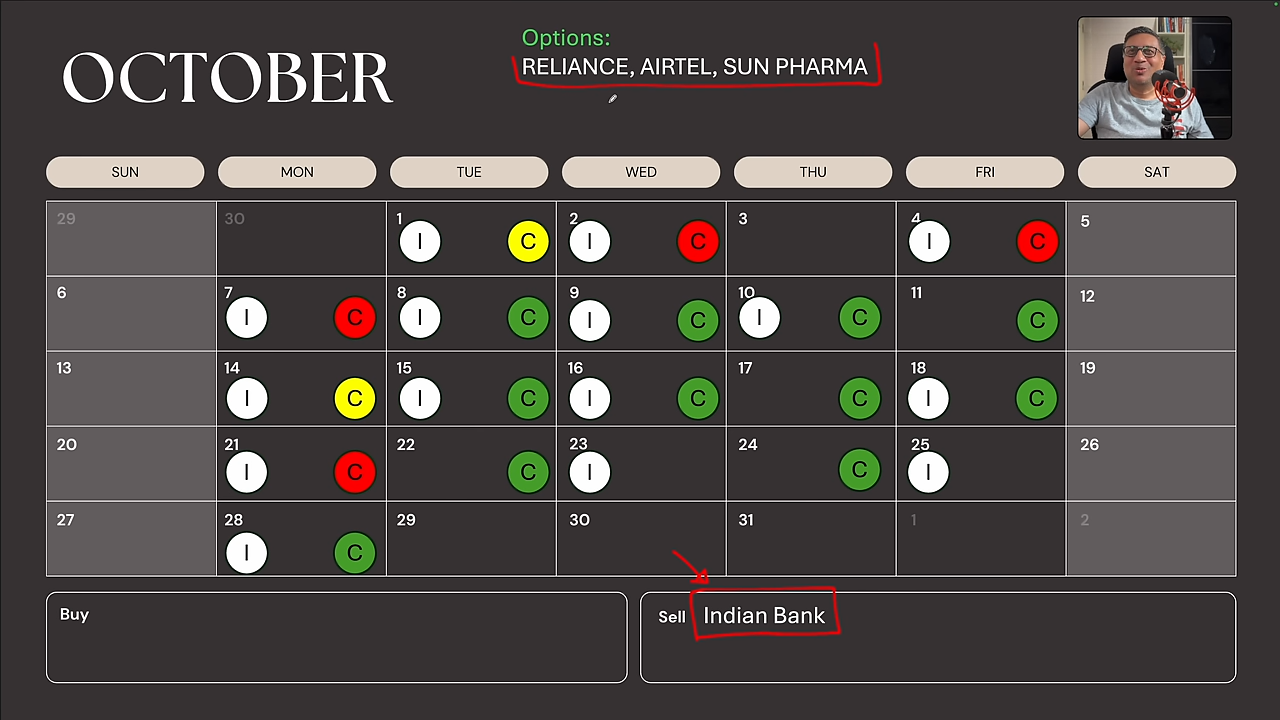 OCTOBER
Options:
RELIANCE, AIRTEL, SUN PHARMA
SUN MON TUE WED THU FRI SAT
29 30 1 2 3 4 5
I C I C I C
6 7 8 9 10 11 12
I C I C I C I C C
13 14 15 16 17 18 19
I C I C I C C I C
20 21 22 23 24 25 26
I C C I C I
27 28 29 30 31 1 2
I C
Buy
Sell Indian Bank